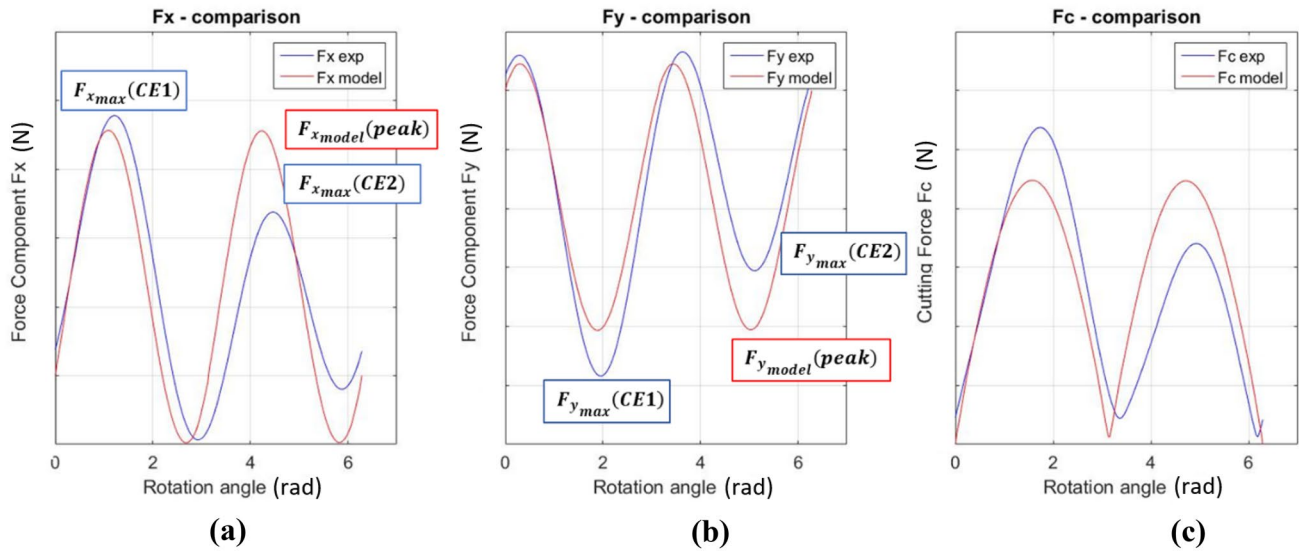 Fx - comparison
Force Component Fx (N)
Fx exp
Fx model
Fxmax(CE1)
Fxmodel(peak)
Fxmax(CE2)
0 2 4 6
Rotation angle (rad)
(a)
Fy - comparison
Force Component Fy (N)
Fy exp
Fy model
Fymax(CE2)
Fymodel(peak)
Fymax(CE1)
0 2 4 6
Rotation angle (rad)
(b)
Fc - comparison
Cutting Force Fc (N)
Fc exp
Fc model
0 2 4 6
Rotation angle (rad)
(c)